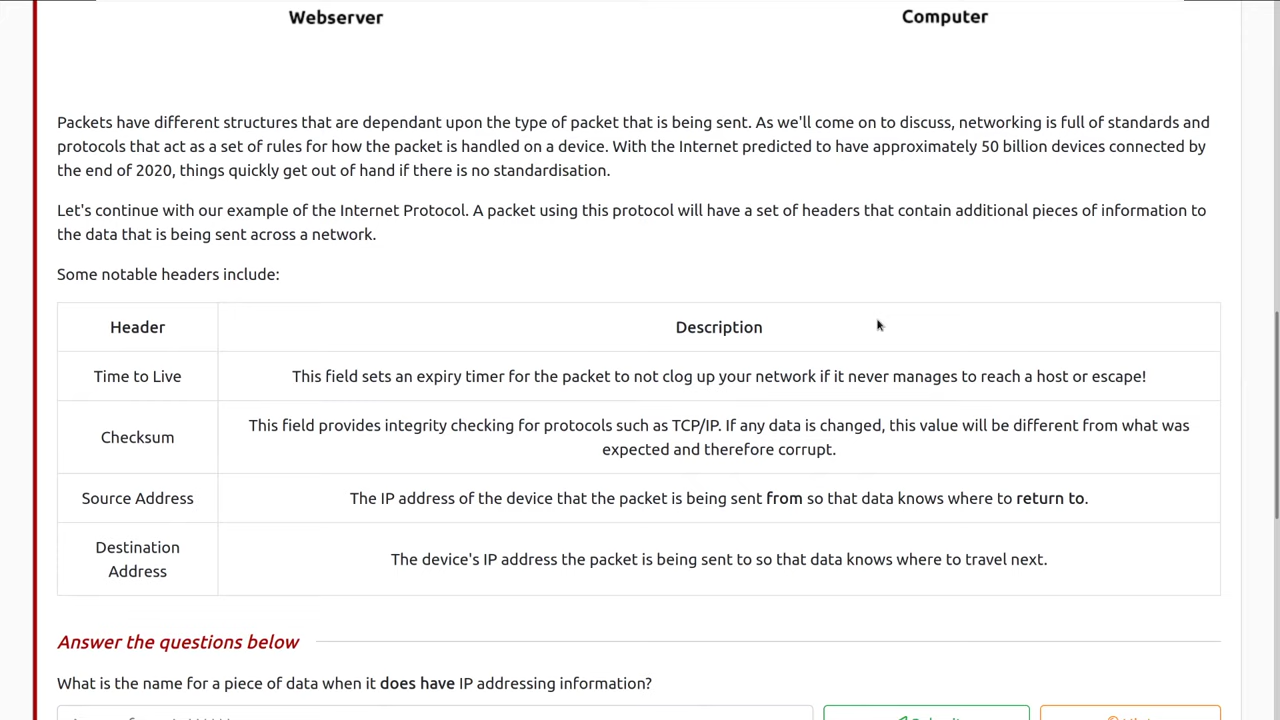 Webserver
Computer
Packets have different structures that are dependant upon the type of packet that is being sent. As we'll come on to discuss, networking is full of standards and
protocols that act as a set of rules for how the packet is handled on a device. With the Internet predicted to have approximately 50 billion devices connected by
the end of 2020, things quickly get out of hand if there is no standardisation.
Let's continue with our example of the Internet Protocol. A packet using this protocol will have a set of headers that contain additional pieces of information to
the data that is being sent across a network.
Some notable headers include:
Header
Description
Time to Live
This field sets an expiry timer for the packet to not clog up your network if it never manages to reach a host or escape!
Checksum
This field provides integrity checking for protocols such as TCP/IP. If any data is changed, this value will be different from what was
expected and therefore corrupt.
Source Address
The IP address of the device that the packet is being sent from so that data knows where to return to.
Destination
Address
The device's IP address the packet is being sent to so that data knows where to travel next.
Answer the questions below
What is the name for a piece of data when it does have IP addressing information?